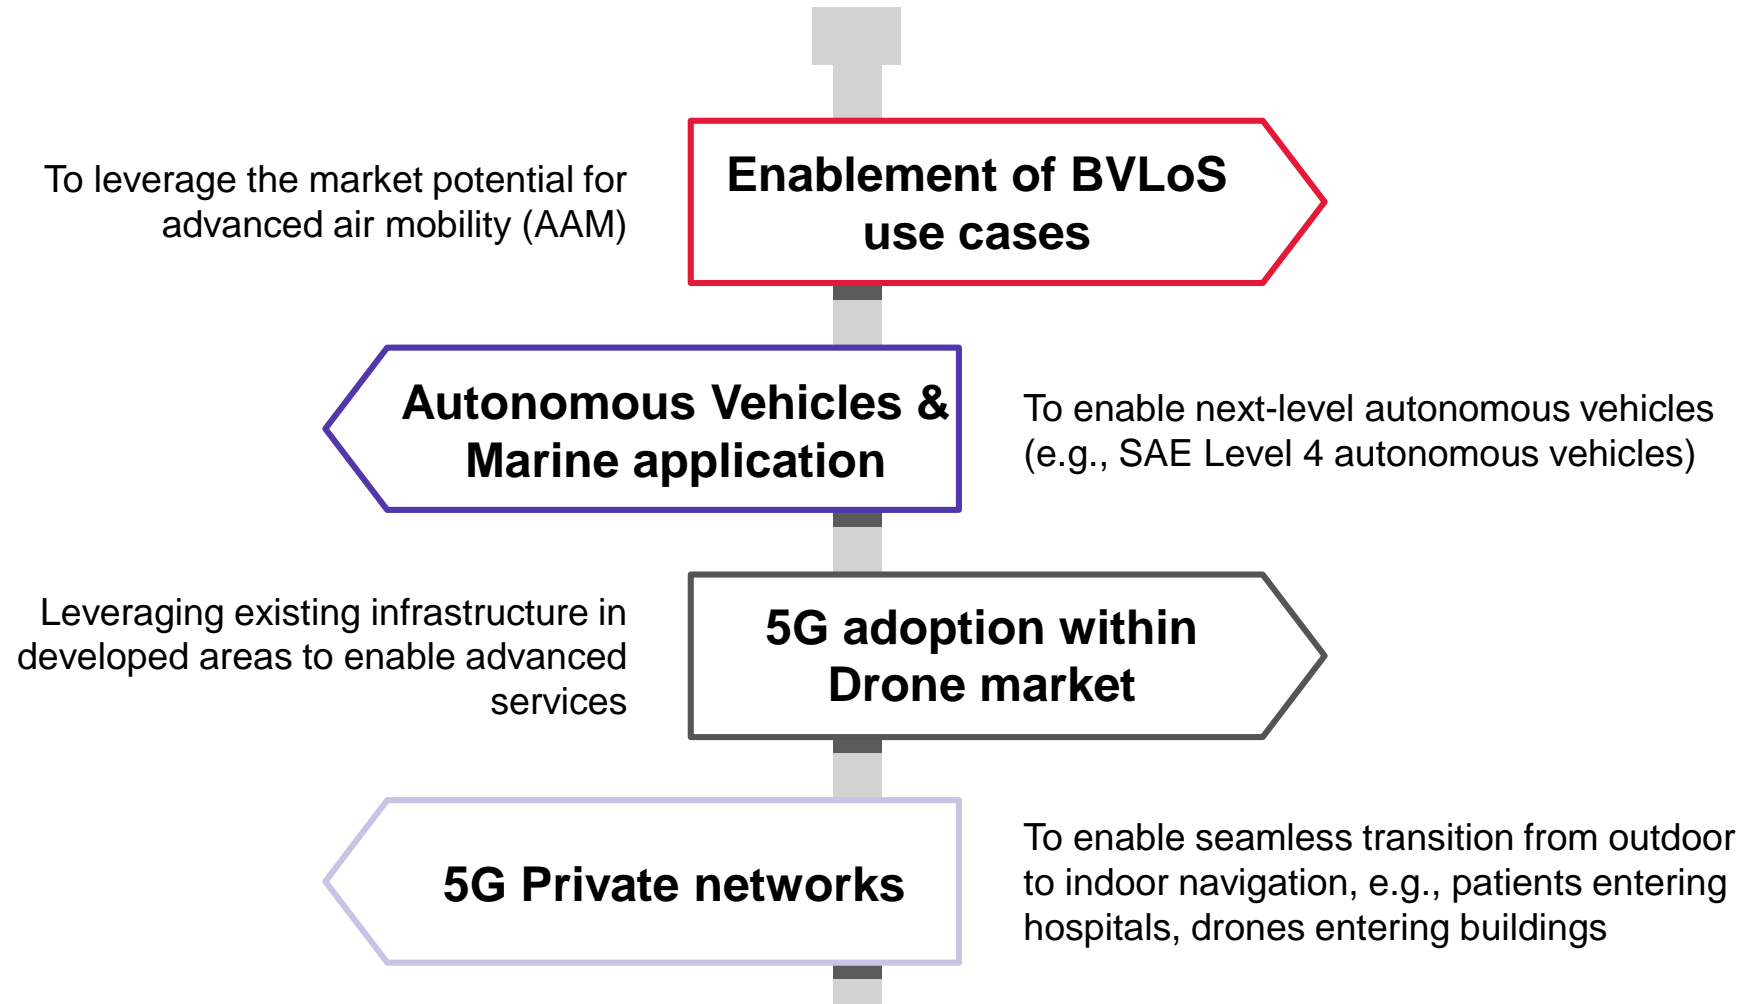 To leverage the market potential for
advanced air mobility (AAM)
Enablement of BVLoS
use cases
Autonomous Vehicles &
Marine application
To enable next-level autonomous vehicles
(e.g., SAE Level 4 autonomous vehicles)
Leveraging existing infrastructure in
developed areas to enable advanced
services
5G adoption within
Drone market
5G Private networks
To enable seamless transition from outdoor
to indoor navigation, e.g., patients entering
hospitals, drones entering buildings